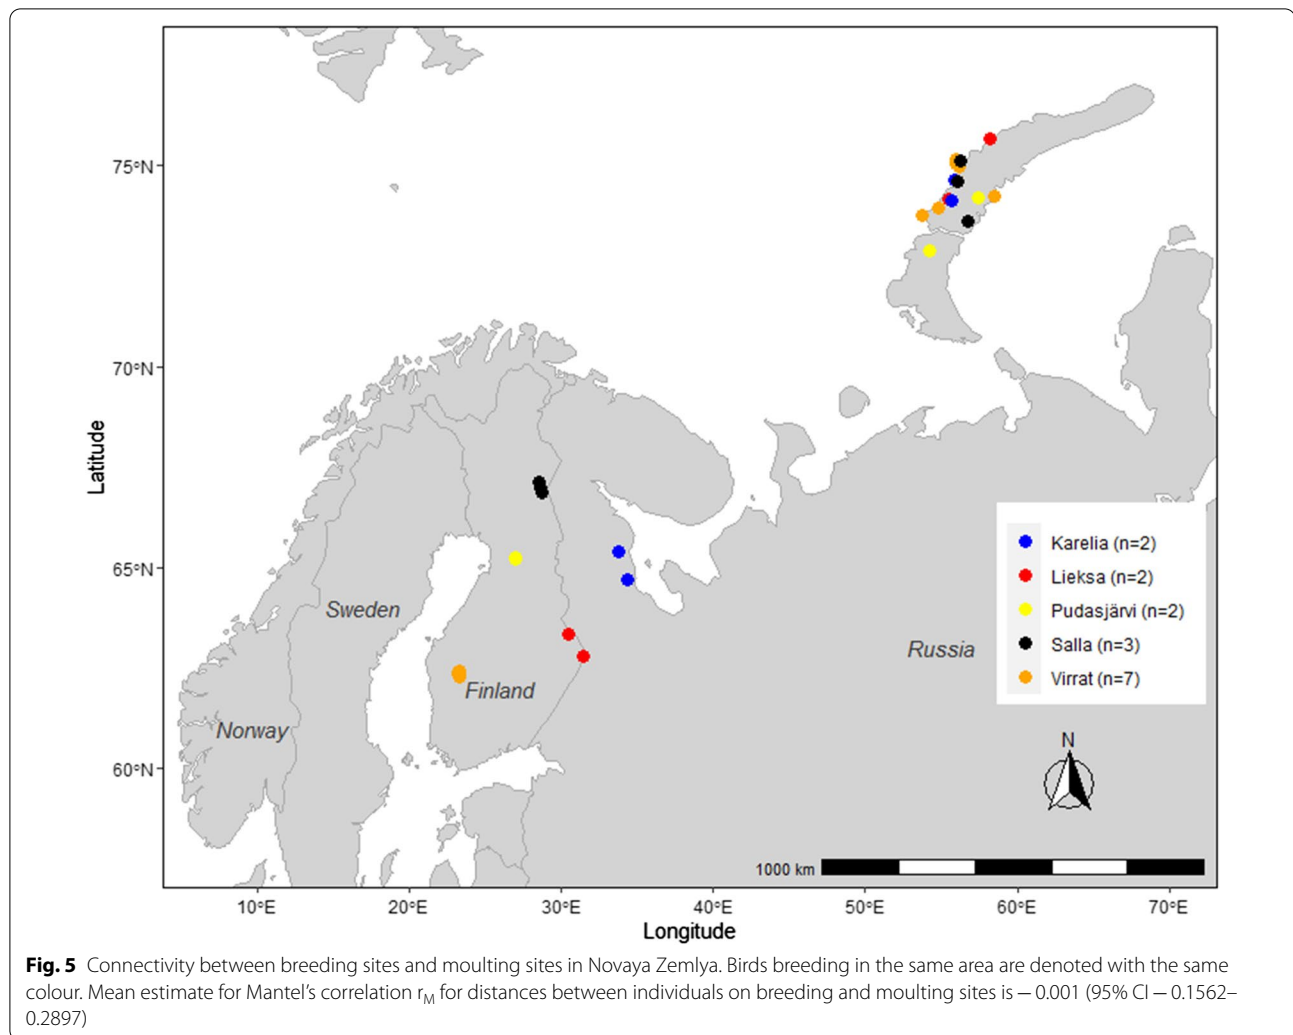 75°N
70°N
65°N
60°N
Latitude
Sweden
Finland
Norway
Russia
Karelia (n=2)
Lieksa (n=2)
Pudasjärvi (n=2)
Salla (n=3)
Virrat (n=7)
N
1000 km
10°E 20°E 30°E 40°E 50°E 60°E 70°E
Longitude
Fig. 5 Connectivity between breeding sites and moulting sites in Novaya Zemlya. Birds breeding in the same area are denoted with the same
colour. Mean estimate for Mantel's correlation rM for distances between individuals on breeding and moulting sites is − 0.001 (95% CI − 0.1562–
0.2897)